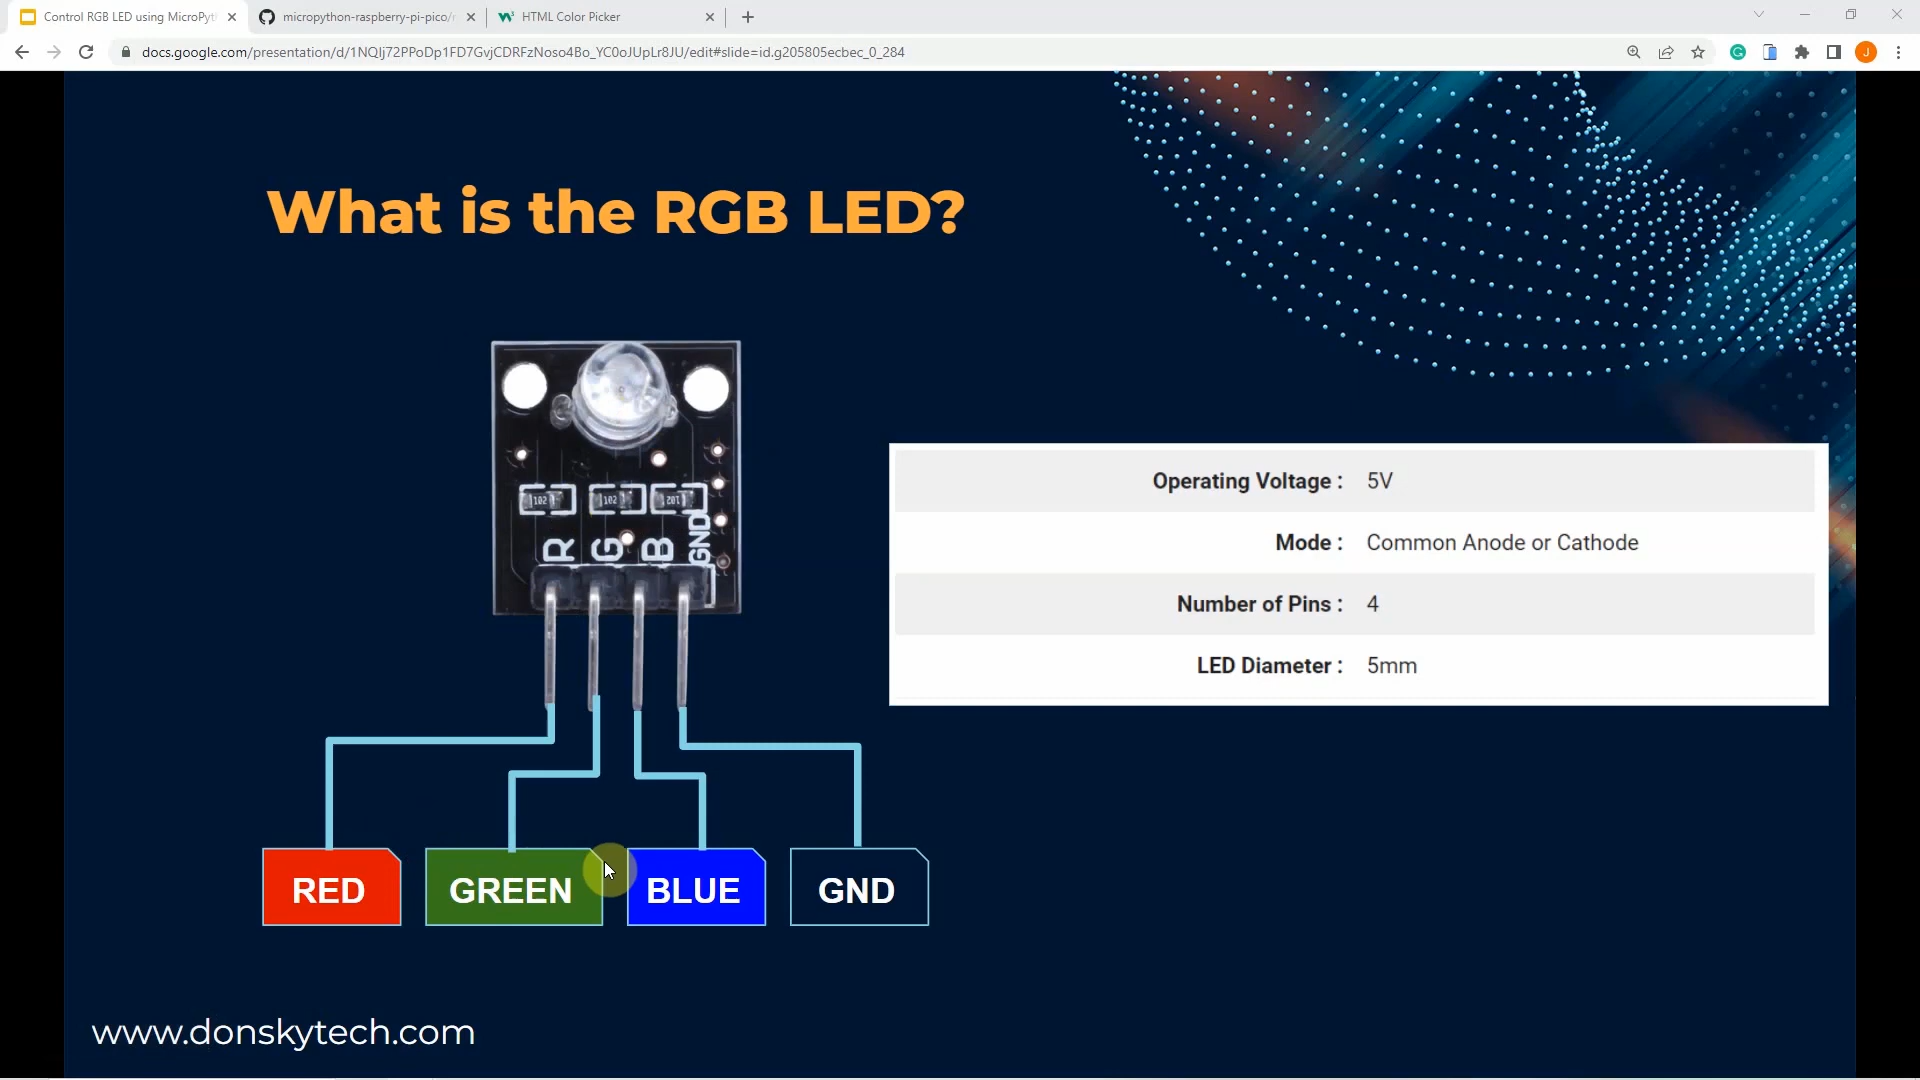 Control RGB LED using MicroPyt
micropython-raspberry-pi-pico/r
HTML Color Picker
docs.google.com/presentation/d/1NQIj72PPoDp1FD7GvjCDRFzNoso4Bo_YC0oJUpLr8JU/edit#slide=id.g205805ecbec_0_284
J
What is the RGB LED?
102 102 102
R G B GND
Operating Voltage : 5V
Mode : Common Anode or Cathode
Number of Pins : 4
LED Diameter : 5mm
RED GREEN BLUE GND
www.donskytech.com